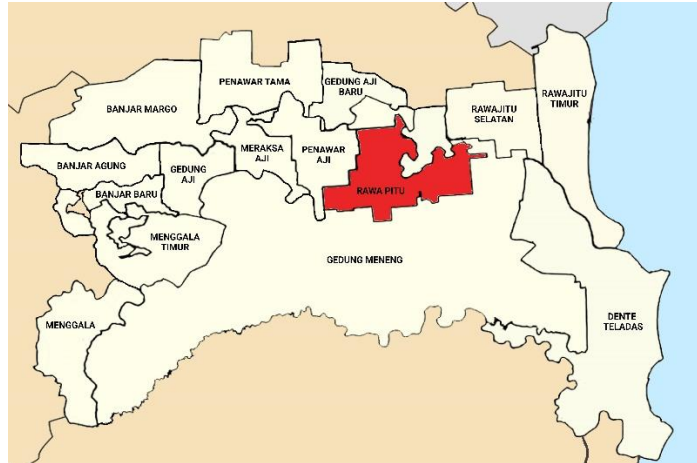 PENAWAR TAMA
GEDUNG AJI
BARU
RAWAJITU
TIMUR
BANJAR MARGO
RAWAJITU
SELATAN
MERAKSA
AJI
PENAWAR
AJI
BANJAR AGUNG
GEDUNG
AJI
BANJAR BARU
RAWA PITU
MENGGALA
TIMUR
GEDUNG MENENG
MENGGALA
DENTE
TELADAS